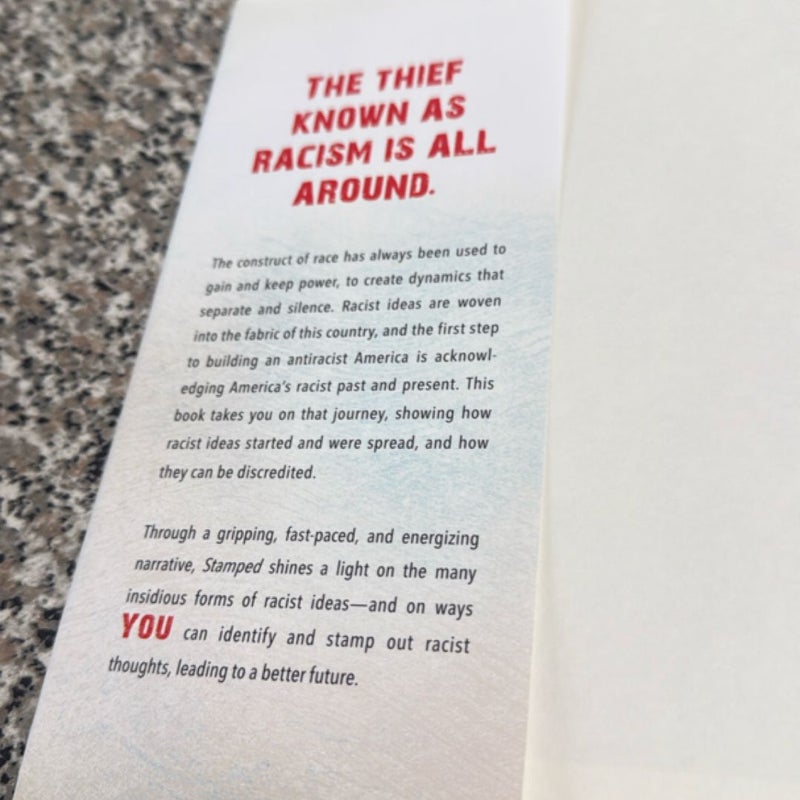 THE THIEF
KNOWN AS
RACISM IS ALL
AROUND.
The construct of race has always been used to
gain and keep power, to create dynamics that
separate and silence. Racist ideas are woven
into the fabric of this country, and the first step
to building an antiracist America is acknowl-
edging America's racist past and present. This
book takes you on that journey, showing how
racist ideas started and were spread, and how
they can be discredited.
Through a gripping, fast-paced, and energizing
narrative, Stamped shines a light on the many
insidious forms of racist ideas—and on ways
YOU can identify and stamp out racist
thoughts, leading to a better future.